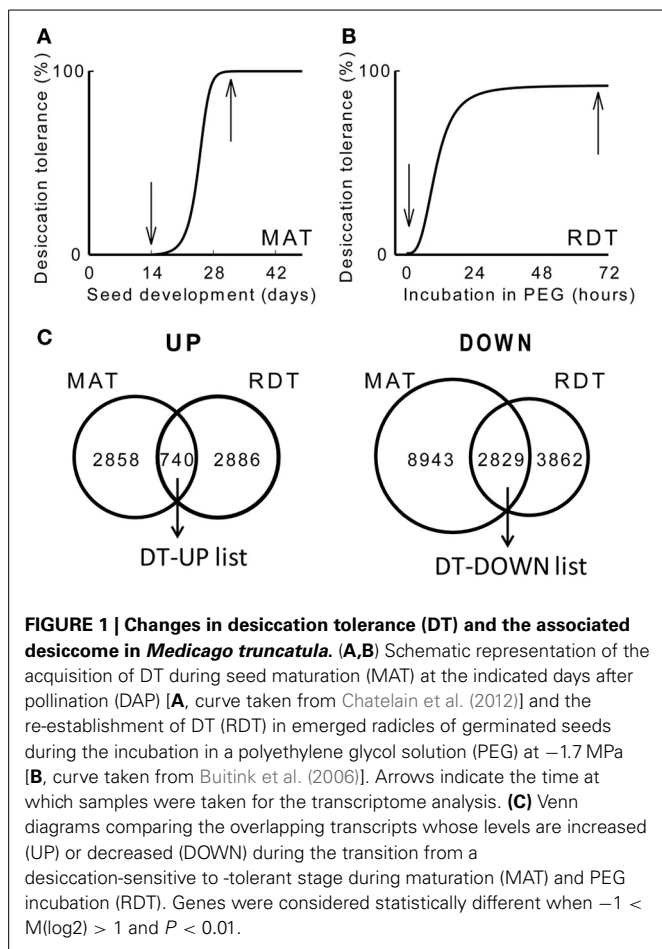 A
B
Desiccation tolerance (%)
100
0
MAT
0 14 28 42
Seed development (days)
Desiccation tolerance (%)
100
0
RDT
0 24 48 72
Incubation in PEG (hours)
C
UP
MAT RDT
2858 740 2886
DT-UP list
DOWN
MAT RDT
8943 2829 3862
DT-DOWN list
FIGURE 1 | Changes in desiccation tolerance (DT) and the associated
desiccome in Medicago truncatula. (A,B) Schematic representation of the
acquisition of DT during seed maturation (MAT) at the indicated days after
pollination (DAP) [A, curve taken from Chatelain et al. (2012)] and the
re-establishment of DT (RDT) in emerged radicles of germinated seeds
during the incubation in a polyethylene glycol solution (PEG) at −1.7 MPa
[B, curve taken from Buitink et al. (2006)]. Arrows indicate the time at
which samples were taken for the transcriptome analysis. (C) Venn
diagrams comparing the overlapping transcripts whose levels are increased
(UP) or decreased (DOWN) during the transition from a
desiccation-sensitive to -tolerant stage during maturation (MAT) and PEG
incubation (RDT). Genes were considered statistically different when −1 <
M(log2) > 1 and P < 0.01.